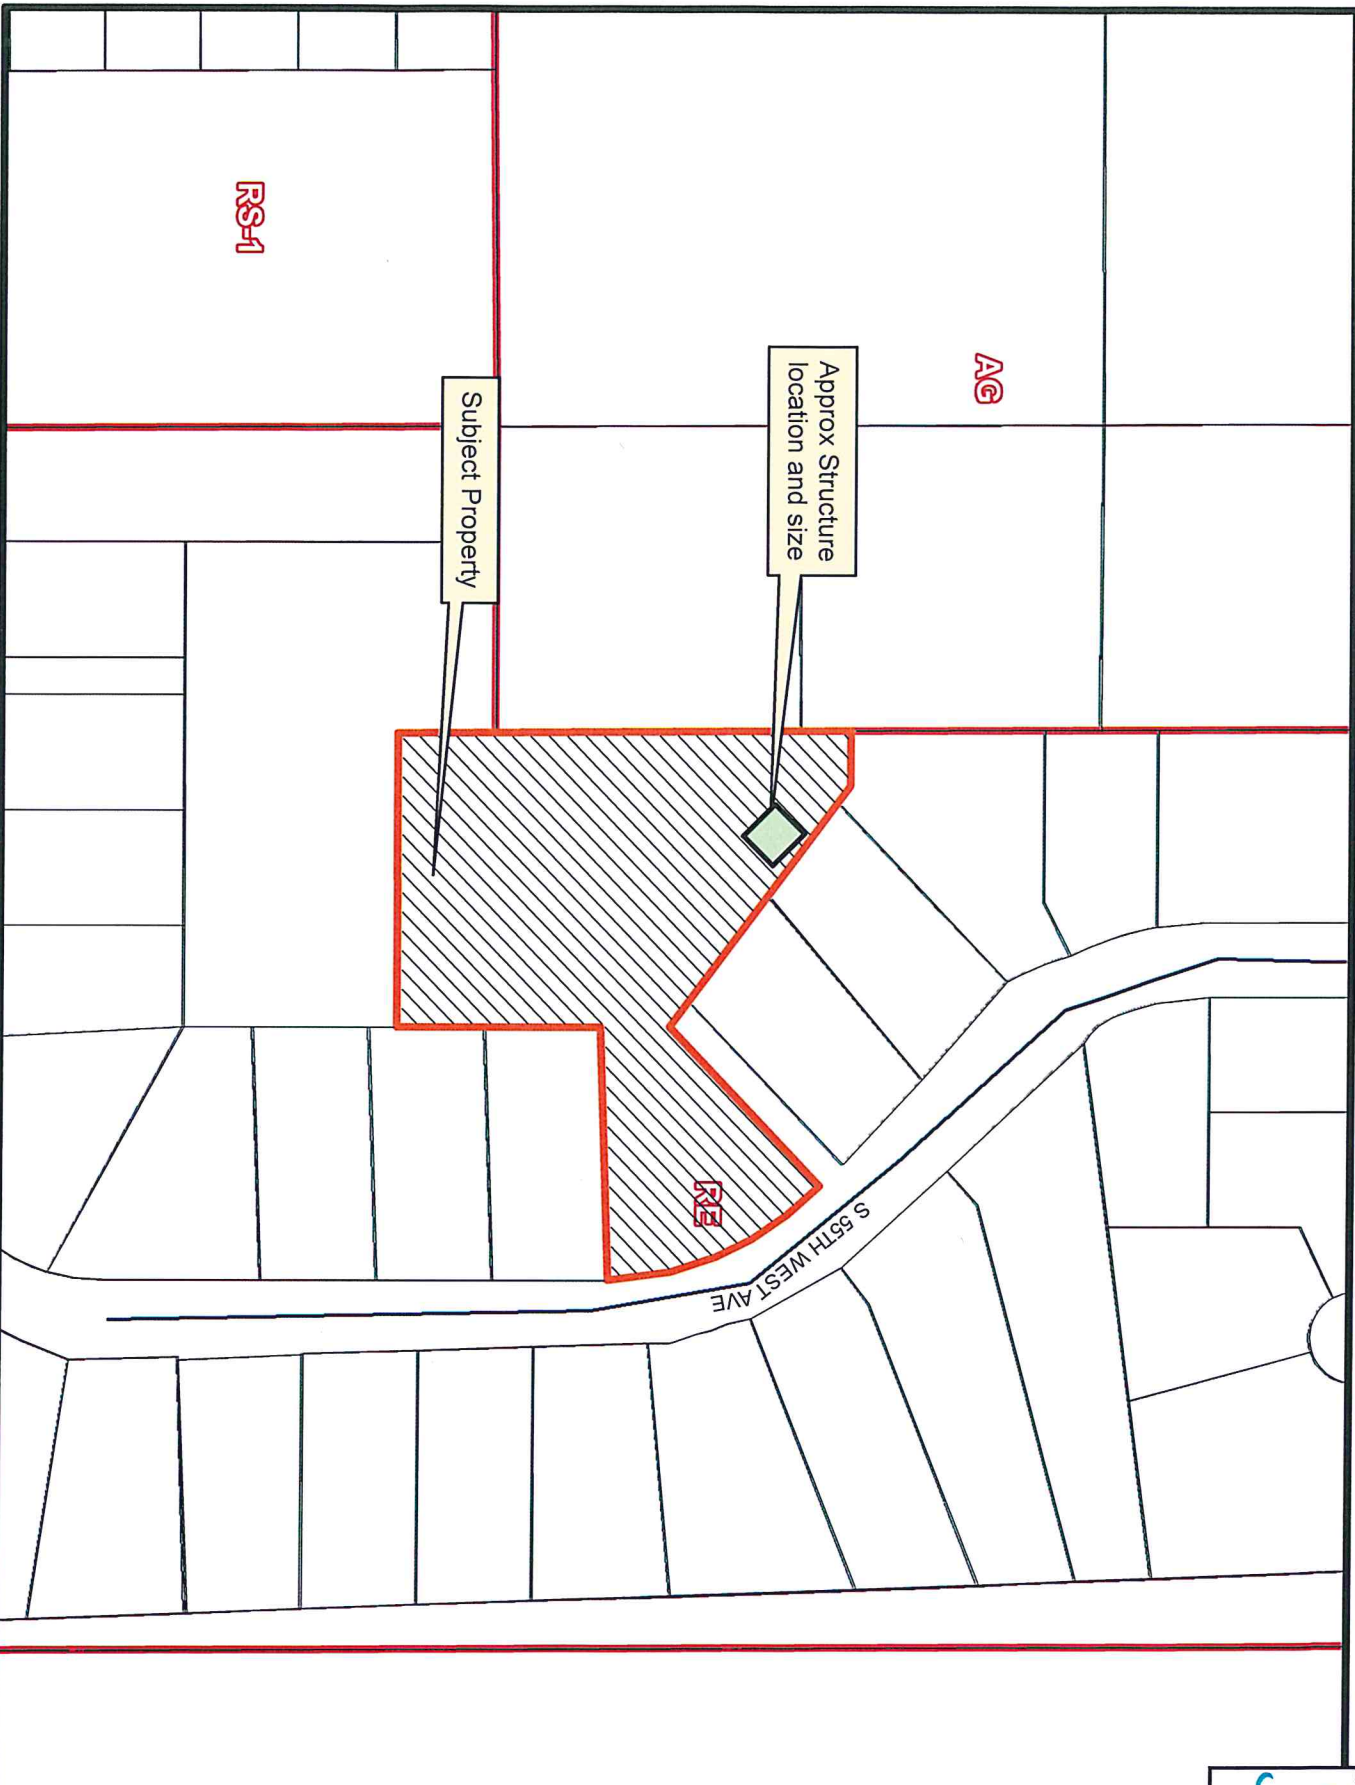 AG
RS-1
Approx Structure
location and size
Subject Property
RE
S 55TH WEST AVE